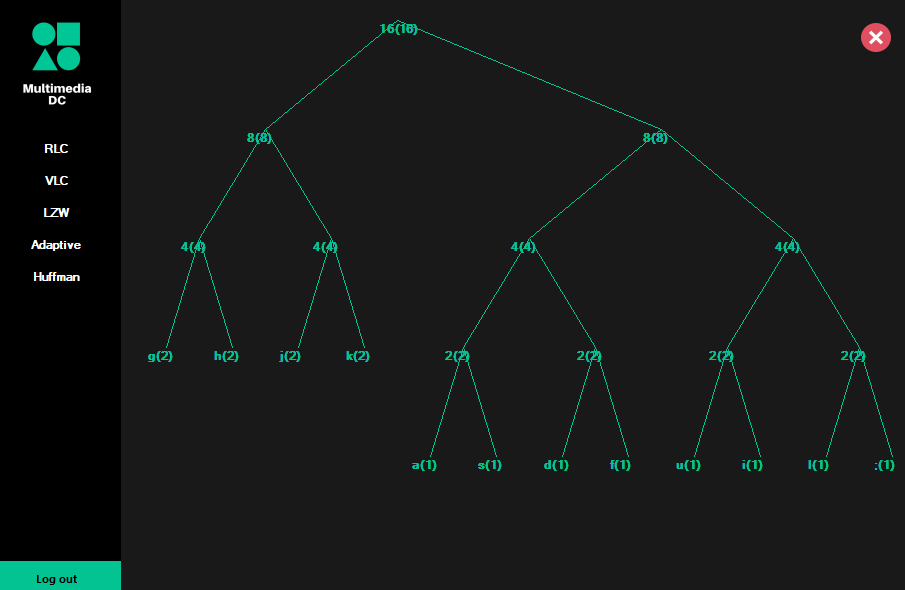 Multimedia
DC
RLC
VLC
LZW
Adaptive
Huffman
Log out
16(16)
8(8) 8(8)
4(4) 4(4) 4(4) 4(4)
g(2) h(2) j(2) k(2) 2(2) 2(2) 2(2) 2(2)
a(1) s(1) d(1) f(1) u(1) i(1) l(1) ;(1)